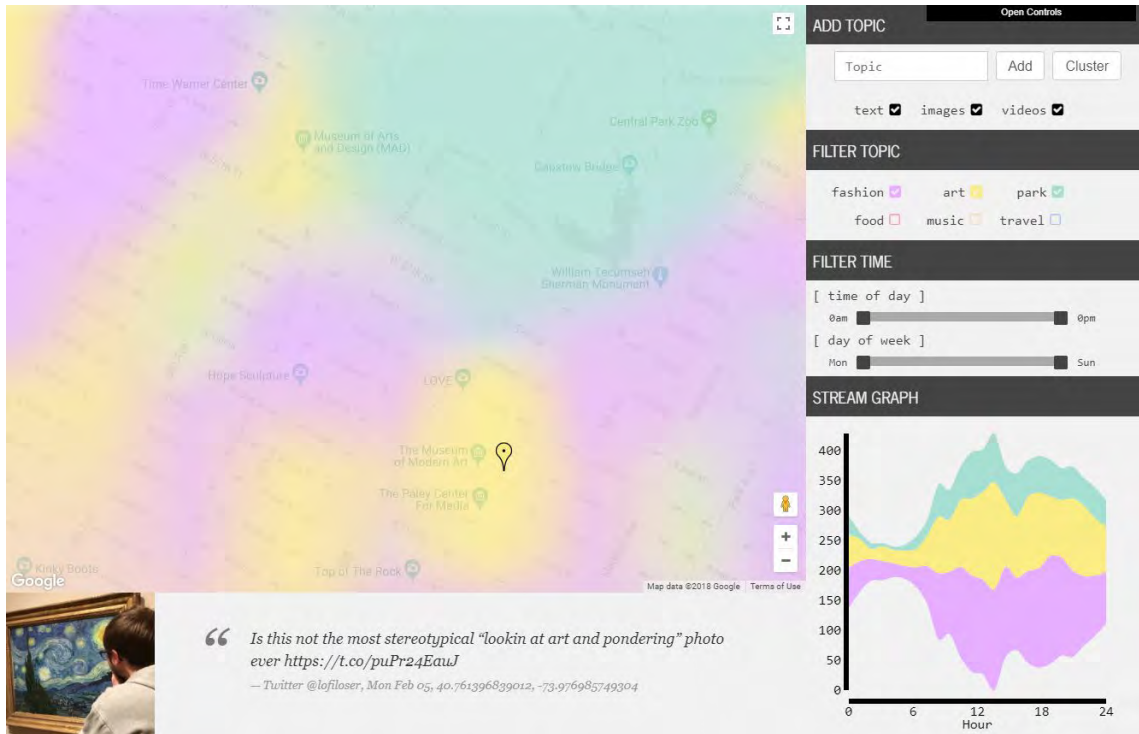 Time Warner Center
Museum of Arts
and Design (MAD)
Central Park Zoo
Gapstow Bridge
William Tecumseh
Sherman Monument
Hope Sculpture
LOVE
The Museum
of Modern Art
The Paley Center
For Media
Kinky Boots
Top of The Rock
Google
Map data ©2018 Google
Terms of Use
“ Is this not the most stereotypical “lookin at art and pondering” photo
ever https://t.co/puPr24EauJ
— Twitter @lofiloser, Mon Feb 05, 40.761396839012, -73.976985749304
Open Controls
ADD TOPIC
Topic Add Cluster
text images videos
FILTER TOPIC
fashion art park
food music travel
FILTER TIME
[ time of day ]
0am 0pm
[ day of week ]
Mon Sun
STREAM GRAPH
400
350
300
250
200
150
100
50
0
0 6 12 18 24
Hour